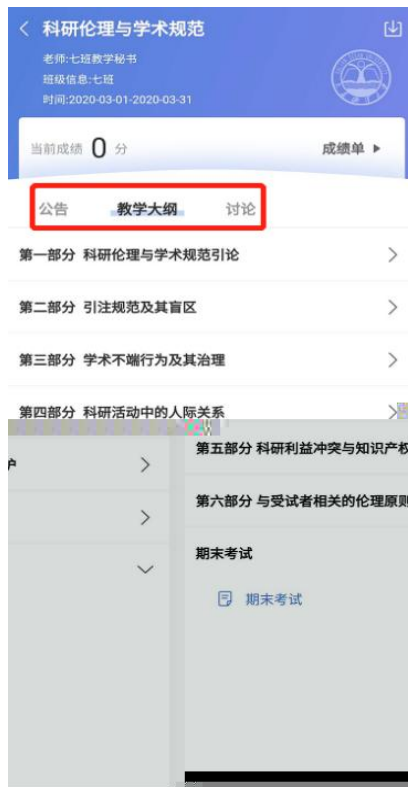 科研伦理与学术规范
老师:七班教学秘书
班级信息:七班
时间:2020-03-01-2020-03-31
当前成绩 0 分
成绩单
公告 教学大纲 讨论
第一部分 科研伦理与学术规范引论
第二部分 引注规范及其盲区
第三部分 学术不端行为及其治理
第四部分 科研活动中的人际关系
护
第五部分 科研利益冲突与知识产权
第六部分 与受试者相关的伦理原则
期末考试
期末考试